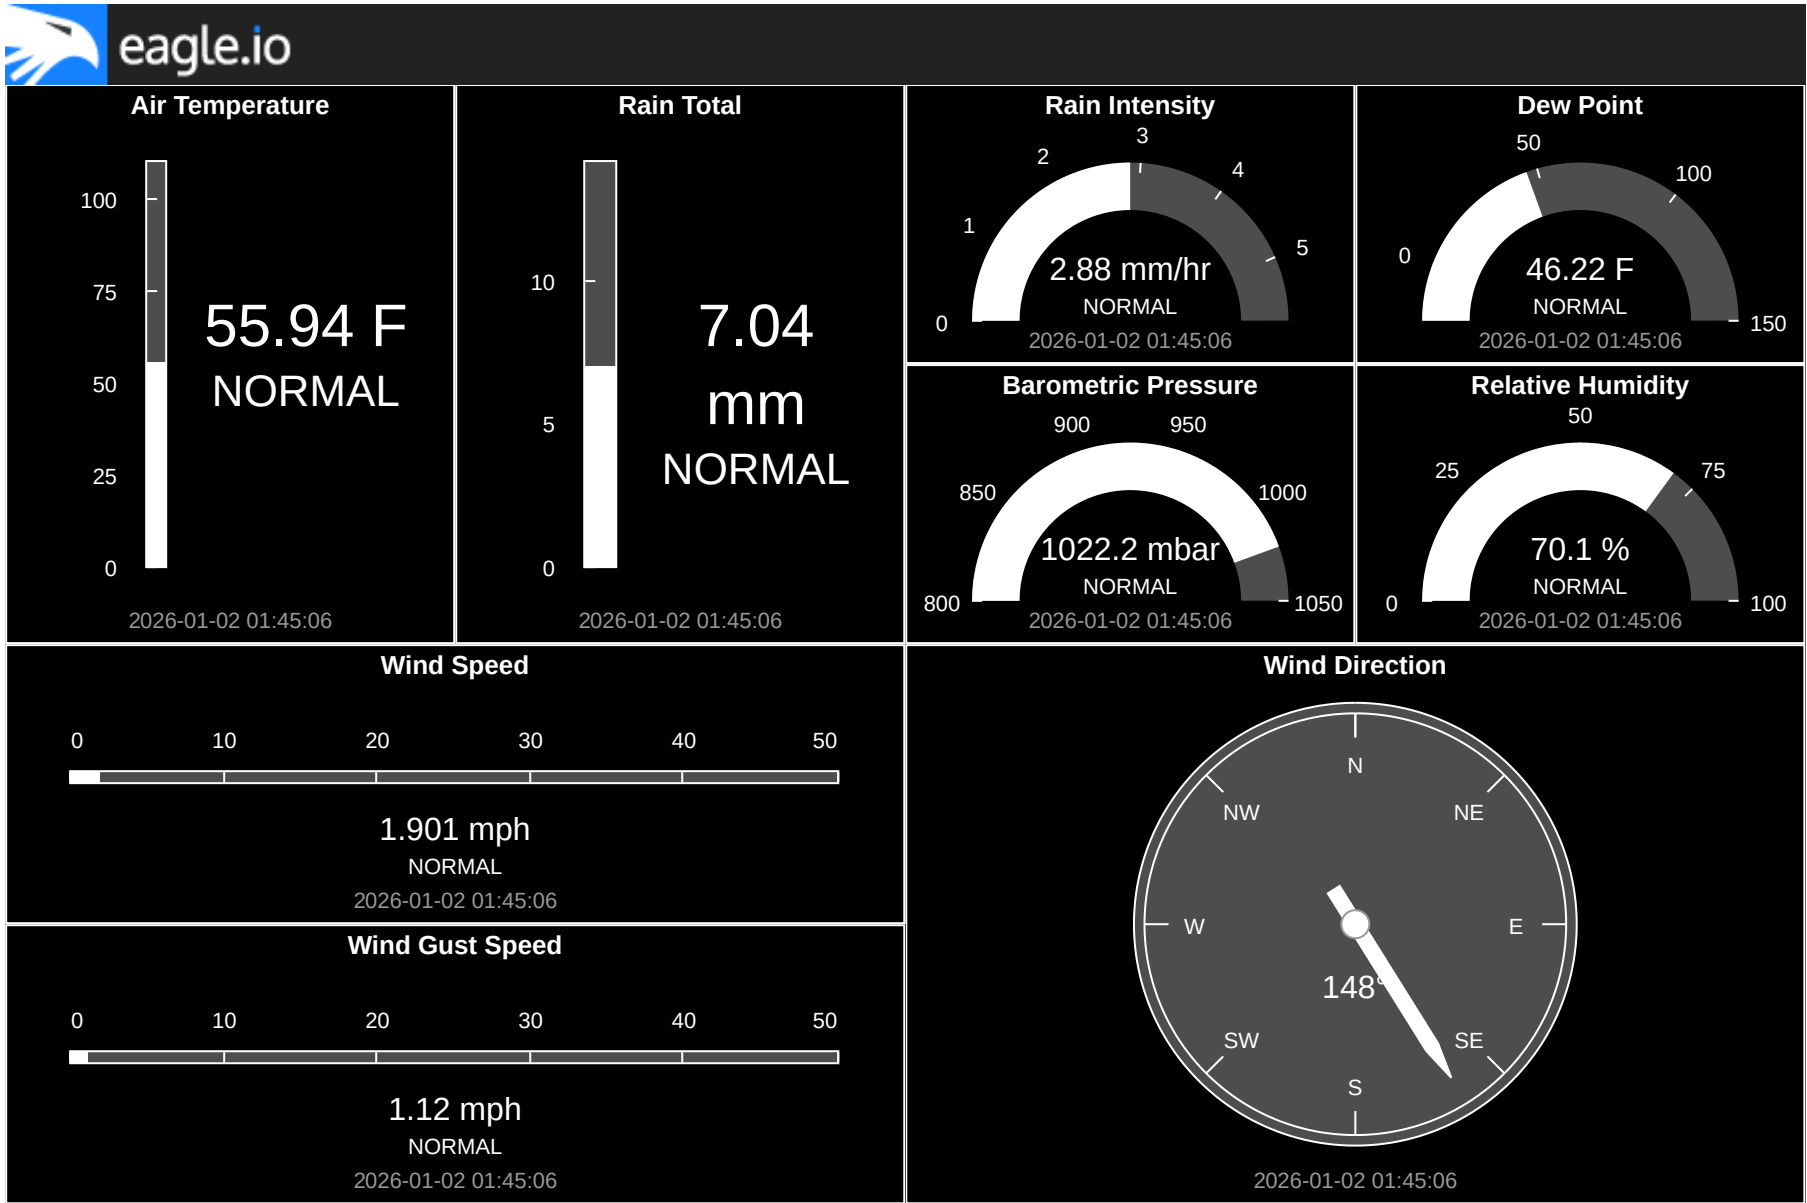 eagle.io
Air Temperature
100
75
50
25
0
55.94 F
NORMAL
2026-01-02 01:45:06
Rain Total
10
5
0
7.04
mm
NORMAL
2026-01-02 01:45:06
Rain Intensity
0
1
2
3
4
5
2.88 mm/hr
NORMAL
2026-01-02 01:45:06
Dew Point
0
50
100
150
46.22 F
NORMAL
2026-01-02 01:45:06
Barometric Pressure
800
850
900
950
1000
1050
1022.2 mbar
NORMAL
2026-01-02 01:45:06
Relative Humidity
0
25
50
75
100
70.1 %
NORMAL
2026-01-02 01:45:06
Wind Speed
0 10 20 30 40 50
1.901 mph
NORMAL
2026-01-02 01:45:06
Wind Gust Speed
0 10 20 30 40 50
1.12 mph
NORMAL
2026-01-02 01:45:06
Wind Direction
N
NW NE
W E
148°
SW SE
S
2026-01-02 01:45:06